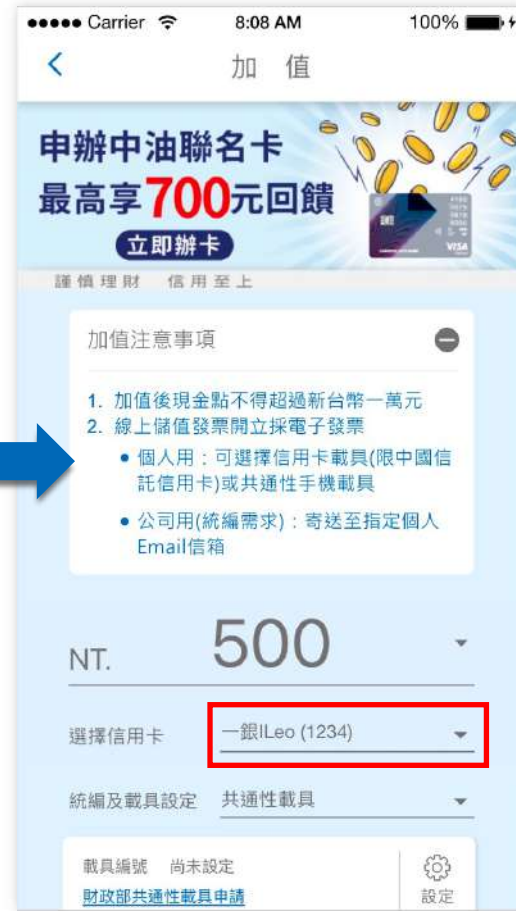 Carrier 8:08 AM 100%
加 值
申辦中油聯名卡
最高享700元回饋
立即辦卡
VISA
謹慎理財 信用至上
加值注意事項
1. 加值後現金點不得超過新台幣一萬元
2. 線上儲值發票開立採電子發票
• 個人用：可選擇信用卡載具(限中國信
託信用卡)或共通性手機載具
• 公司用(統編需求)：寄送至指定個人
Email信箱
NT. 500
選擇信用卡 一銀ILeo (1234)
統編及載具設定 共通性載具
載具編號 尚未設定
財政部共通性載具申請
設定